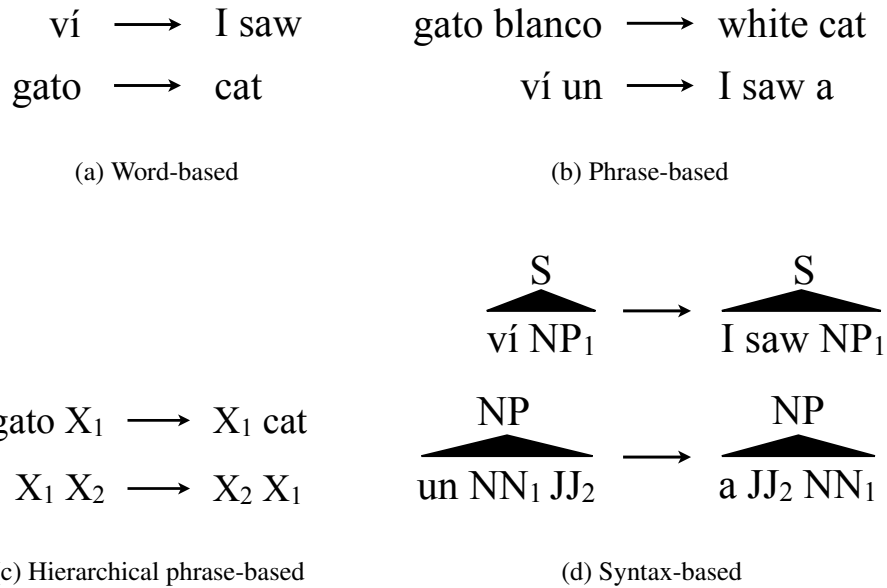 ví → I saw
gato → cat
(a) Word-based
gato blanco → white cat
ví un → I saw a
(b) Phrase-based
gato X₁ → X₁ cat
X₁ X₂ → X₂ X₁
c) Hierarchical phrase-based
S S
ví NP₁ → I saw NP₁
NP NP
un NN₁ JJ₂ → a JJ₂ NN₁
(d) Syntax-based